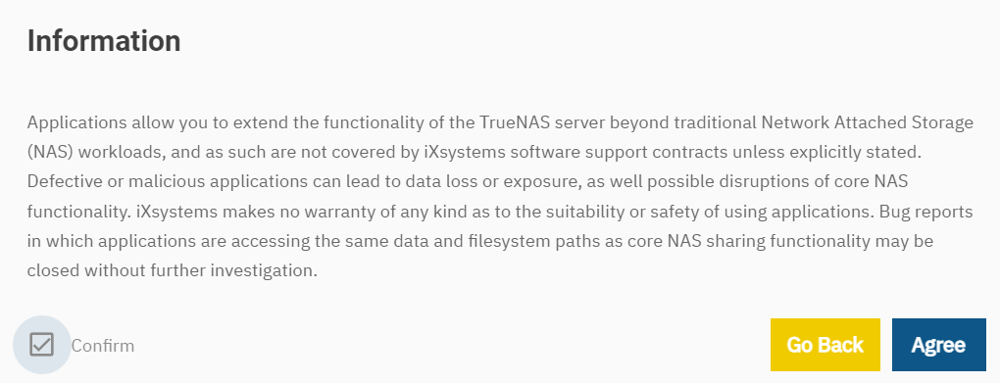 Information
Applications allow you to extend the functionality of the TrueNAS server beyond traditional Network Attached Storage
(NAS) workloads, and as such are not covered by iXsystems software support contracts unless explicitly stated.
Defective or malicious applications can lead to data loss or exposure, as well possible disruptions of core NAS
functionality. iXsystems makes no warranty of any kind as to the suitability or safety of using applications. Bug reports
in which applications are accessing the same data and filesystem paths as core NAS sharing functionality may be
closed without further investigation.
Confirm
Go Back
Agree